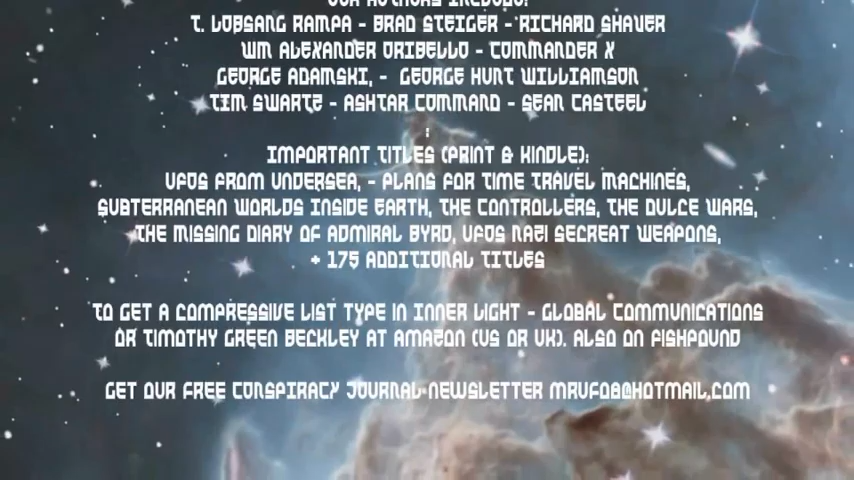 OUR AUTHORS INCLUDE:
T. LOBSANG RAMPA - BRAD STEIGER - RICHARD SHAVER
WM ALEXANDER ORIBELLO - COMMANDER X
GEORGE ADAMSKI, - GEORGE HUNT WILLIAMSON
TIM SWARTZ - ASHTAR COMMAND - SEAN CASTEEL
:
IMPORTANT TITLES (PRINT & KINDLE):
UFOS FROM UNDERSEA, - PLANS FOR TIME TRAVEL MACHINES,
SUBTERRANEAN WORLDS INSIDE EARTH, THE CONTROLLERS, THE DULCE WARS,
THE MISSING DIARY OF ADMIRAL BYRD, UFOS NAZI SECREAT WEAPONS,
+ 175 ADDITIONAL TITLES
TO GET A COMPRESSIVE LIST TYPE IN INNER LIGHT - GLOBAL COMMUNICATIONS
OR TIMOTHY GREEN BECKLEY AT AMAZON (US OR UK). ALSO ON FISHPOUND
GET OUR FREE CONSPIRACY JOURNAL NEWSLETTER MRUFO8@HOTMAIL.COM